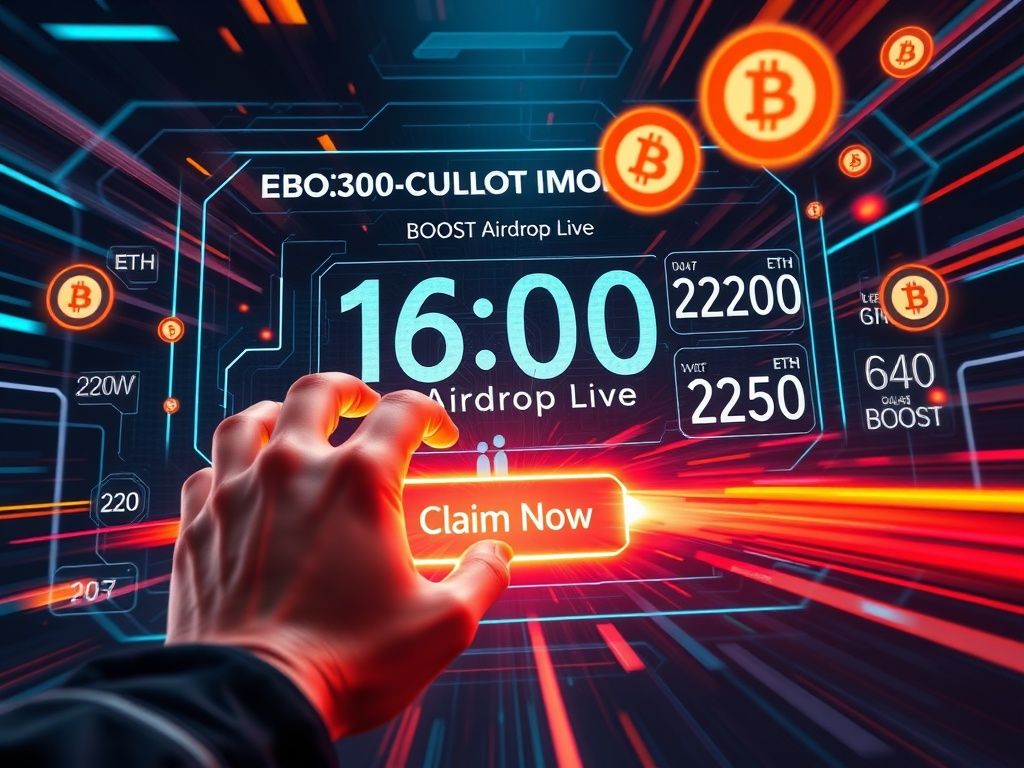 EBO:300-CULLOT IMO
BOOST Airdrop Live
16:00
Airdrop Live
ETH
22200
ETH
2250
Claim Now
ETH
220W
220
207
640
BOOST